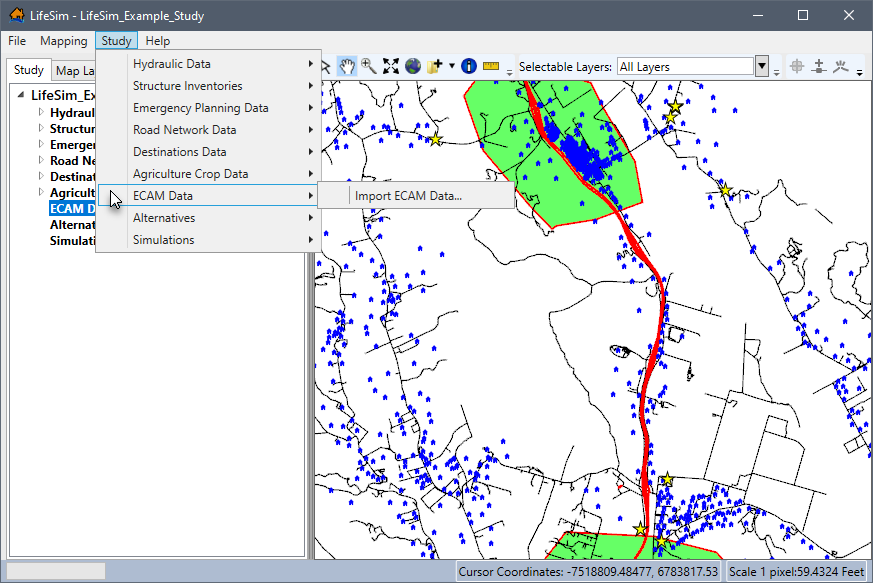 LifeSim - LifeSim_Example_Study
File Mapping Study Help
Study Map La
Selectable Layers: All Layers
LifeSim_Ex
Hydraul
Structur
Emerger
Road Ne
Destinat
Agricult
ECAM D
Alternat
Simulati
Hydraulic Data
Structure Inventories
Emergency Planning Data
Road Network Data
Destinations Data
Agriculture Crop Data
ECAM Data
Alternatives
Simulations
Import ECAM Data...
Cursor Coordinates: -7518809.48477, 6783817.53 Scale 1 pixel:59.4324 Feet